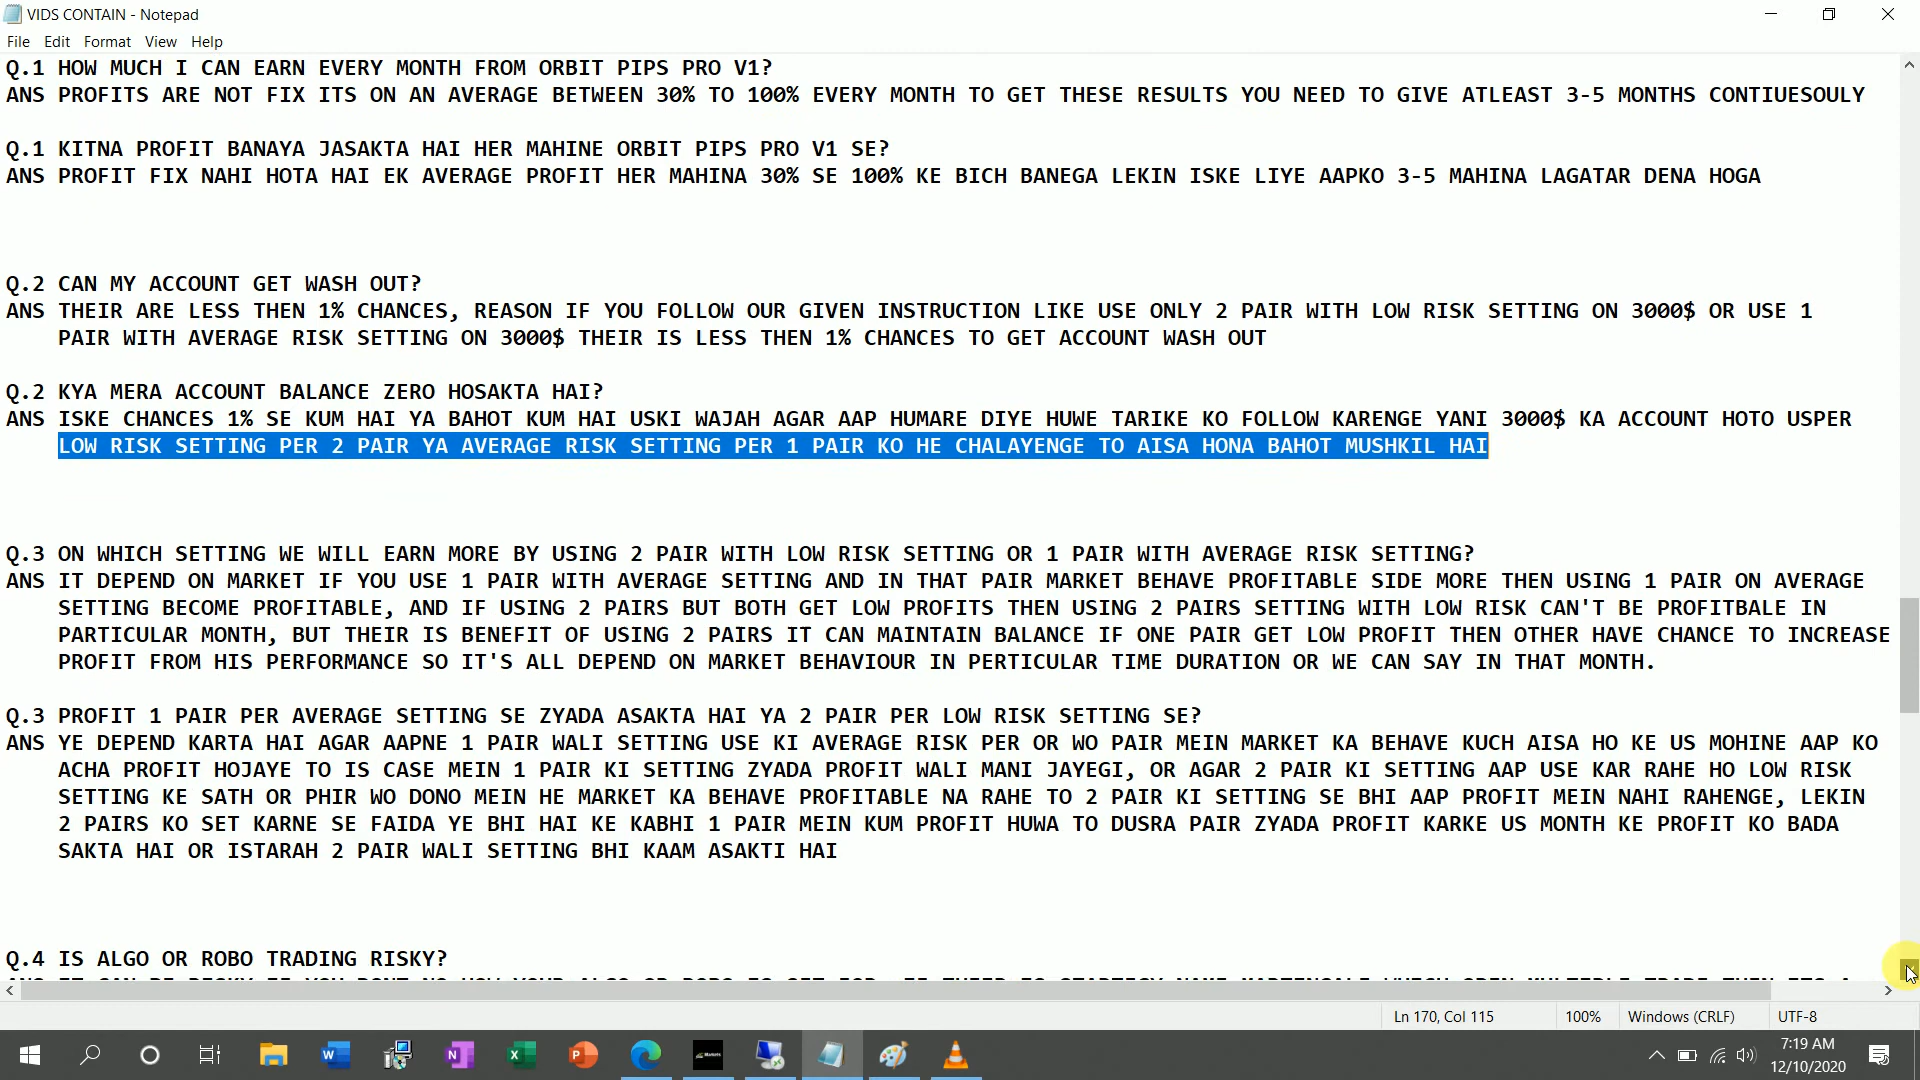 VIDS CONTAIN - Notepad
File Edit Format View Help
Q.1 HOW MUCH I CAN EARN EVERY MONTH FROM ORBIT PIPS PRO V1?
ANS PROFITS ARE NOT FIX ITS ON AN AVERAGE BETWEEN 30% TO 100% EVERY MONTH TO GET THESE RESULTS YOU NEED TO GIVE ATLEAST 3-5 MONTHS CONTIUESOULY
Q.1 KITNA PROFIT BANAYA JASAKTA HAI HER MAHINE ORBIT PIPS PRO V1 SE?
ANS PROFIT FIX NAHI HOTA HAI EK AVERAGE PROFIT HER MAHINA 30% SE 100% KE BICH BANEGA LEKIN ISKE LIYE AAPKO 3-5 MAHINA LAGATAR DENA HOGA
Q.2 CAN MY ACCOUNT GET WASH OUT?
ANS THEIR ARE LESS THEN 1% CHANCES, REASON IF YOU FOLLOW OUR GIVEN INSTRUCTION LIKE USE ONLY 2 PAIR WITH LOW RISK SETTING ON 3000$ OR USE 1
PAIR WITH AVERAGE RISK SETTING ON 3000$ THEIR IS LESS THEN 1% CHANCES TO GET ACCOUNT WASH OUT
Q.2 KYA MERA ACCOUNT BALANCE ZERO HOSAKTA HAI?
ANS ISKE CHANCES 1% SE KUM HAI YA BAHOT KUM HAI USKI WAJAH AGAR AAP HUMARE DIYE HUWE TARIKE KO FOLLOW KARENGE YANI 3000$ KA ACCOUNT HOTO USPER
LOW RISK SETTING PER 2 PAIR YA AVERAGE RISK SETTING PER 1 PAIR KO HE CHALAYENGE TO AISA HONA BAHOT MUSHKIL HAI
Q.3 ON WHICH SETTING WE WILL EARN MORE BY USING 2 PAIR WITH LOW RISK SETTING OR 1 PAIR WITH AVERAGE RISK SETTING?
ANS IT DEPEND ON MARKET IF YOU USE 1 PAIR WITH AVERAGE SETTING AND IN THAT PAIR MARKET BEHAVE PROFITABLE SIDE MORE THEN USING 1 PAIR ON AVERAGE
SETTING BECOME PROFITABLE, AND IF USING 2 PAIRS BUT BOTH GET LOW PROFITS THEN USING 2 PAIRS SETTING WITH LOW RISK CAN'T BE PROFITBALE IN
PARTICULAR MONTH, BUT THEIR IS BENEFIT OF USING 2 PAIRS IT CAN MAINTAIN BALANCE IF ONE PAIR GET LOW PROFIT THEN OTHER HAVE CHANCE TO INCREASE
PROFIT FROM HIS PERFORMANCE SO IT'S ALL DEPEND ON MARKET BEHAVIOUR IN PERTICULAR TIME DURATION OR WE CAN SAY IN THAT MONTH.
Q.3 PROFIT 1 PAIR PER AVERAGE SETTING SE ZYADA ASAKTA HAI YA 2 PAIR PER LOW RISK SETTING SE?
ANS YE DEPEND KARTA HAI AGAR AAPNE 1 PAIR WALI SETTING USE KI AVERAGE RISK PER OR WO PAIR MEIN MARKET KA BEHAVE KUCH AISA HO KE US MOHINE AAP KO
ACHA PROFIT HOJAYE TO IS CASE MEIN 1 PAIR KI SETTING ZYADA PROFIT WALI MANI JAYEGI, OR AGAR 2 PAIR KI SETTING AAP USE KAR RAHE HO LOW RISK
SETTING KE SATH OR PHIR WO DONO MEIN HE MARKET KA BEHAVE PROFITABLE NA RAHE TO 2 PAIR KI SETTING SE BHI AAP PROFIT MEIN NAHI RAHENGE, LEKIN
2 PAIRS KO SET KARNE SE FAIDA YE BHI HAI KE KABHI 1 PAIR MEIN KUM PROFIT HUWA TO DUSRA PAIR ZYADA PROFIT KARKE US MONTH KE PROFIT KO BADA
SAKTA HAI OR ISTARAH 2 PAIR WALI SETTING BHI KAAM ASAKTI HAI
Q.4 IS ALGO OR ROBO TRADING RISKY?
Ln 170, Col 115 100% Windows (CRLF) UTF-8
7:19 AM
12/10/2020